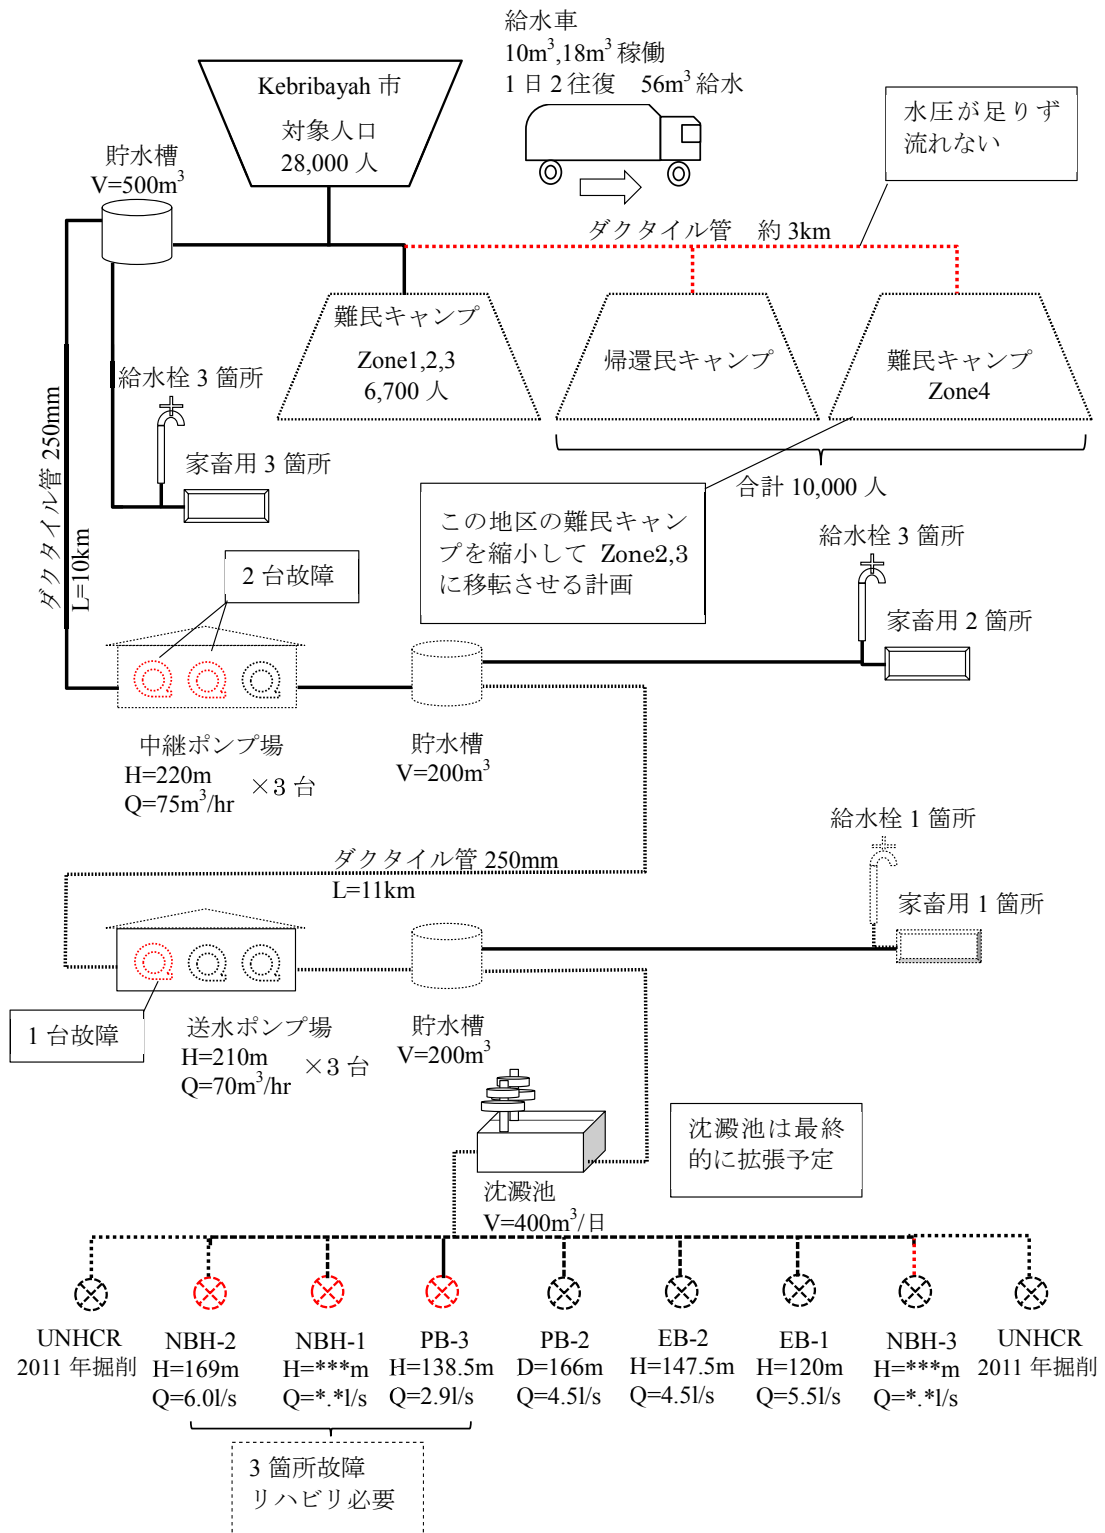 給水車
10m³,18m³ 稼働
1 日 2 往復　56m³ 給水
Kebribayah 市
対象人口
28,000 人
水圧が足りず
流れない
貯水槽
V=500m³
ダクタイル管　約 3km
難民キャンプ
Zone1,2,3
6,700 人
帰還民キャンプ
難民キャンプ
Zone4
給水栓 3 箇所
家畜用 3 箇所
ダクタイル管 250mm
L=10km
合計 10,000 人
この地区の難民キャン
プを縮小して Zone2,3
に移転させる計画
2 台故障
給水栓 3 箇所
家畜用 2 箇所
中継ポンプ場
H=220m
Q=75m³/hr
×3 台
貯水槽
V=200m³
ダクタイル管 250mm
L=11km
給水栓 1 箇所
家畜用 1 箇所
1 台故障
送水ポンプ場
H=210m
Q=70m³/hr
×3 台
貯水槽
V=200m³
沈澱池は最終
的に拡張予定
沈澱池
V=400m³/日
UNHCR
2011 年掘削
NBH-2
H=169m
Q=6.0l/s
NBH-1
H=***m
Q=*.*l/s
PB-3
H=138.5m
Q=2.9l/s
PB-2
D=166m
Q=4.5l/s
EB-2
H=147.5m
Q=4.5l/s
EB-1
H=120m
Q=5.5l/s
NBH-3
H=***m
Q=*.*l/s
UNHCR
2011 年掘削
3 箇所故障
リハビリ必要